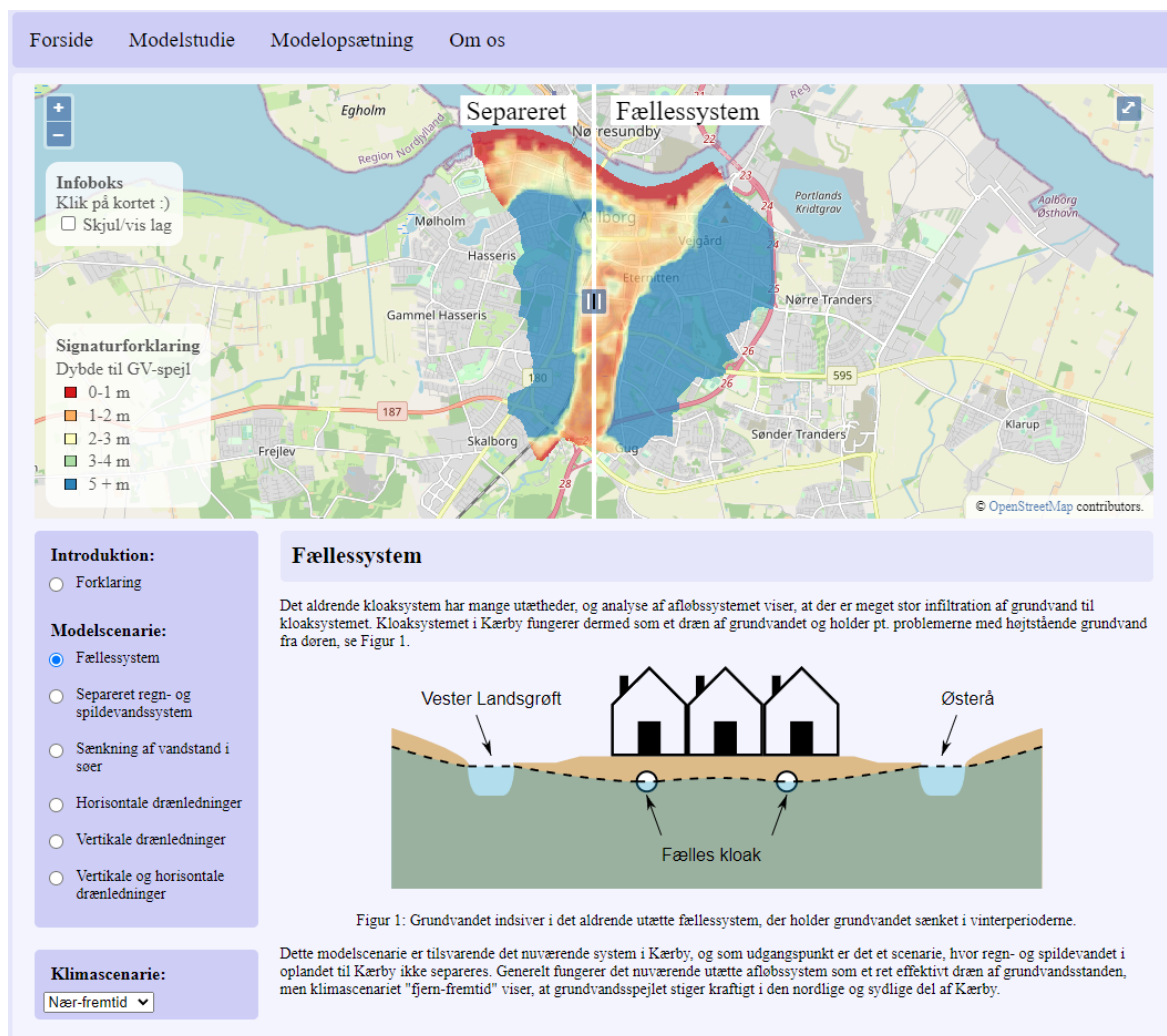 Forside Modelstudie Modelopsætning Om os
Separeret Fællessystem
+
−
Infoboks
Klik på kortet :)
Skjul/vis lag
Egholm
Region Nordjylland
Nørresundby
Reg
22
23
24
Portlands
Kridtgrav
Aalborg
Østhavn
Mølholm
Aalborg
Vejgård
24
Hasseris
Eternitten
25
Nørre Tranders
Gammel Hasseris
26
180
26
595
187
Skalborg
Sønder Tranders
Klarup
Frejlev
Gug
28
Signaturforklaring
Dybde til GV-spejl
0-1 m
1-2 m
2-3 m
3-4 m
5 + m
© OpenStreetMap contributors.
Introduktion:
Forklaring
Modelscenarie:
Fællessystem
Separeret regn- og
spildevandssystem
Sænkning af vandstand i
søer
Horisontale drænledninger
Vertikale drænledninger
Vertikale og horisontale
drænledninger
Klimascenarie:
Nær-fremtid
Fællessystem
Det aldrende kloaksystem har mange utætheder, og analyse af afløbssystemet viser, at der er meget stor infiltration af grundvand til
kloaksystemet. Kloaksystemet i Kærby fungerer dermed som et dræn af grundvandet og holder pt. problemerne med højtstående grundvand
fra døren, se Figur 1.
Vester Landsgrøft
Østerå
Fælles kloak
Figur 1: Grundvandet indsiver i det aldrende utætte fællessystem, der holder grundvandet sænket i vinterperioderne.
Dette modelscenarie er tilsvarende det nuværende system i Kærby, og som udgangspunkt er det et scenarie, hvor regn- og spildevandet i
oplandet til Kærby ikke separeres. Generelt fungerer det nuværende utætte afløbssystem som et ret effektivt dræn af grundvandsstanden,
men klimascenariet "fjern-fremtid" viser, at grundvandsspejlet stiger kraftigt i den nordlige og sydlige del af Kærby.